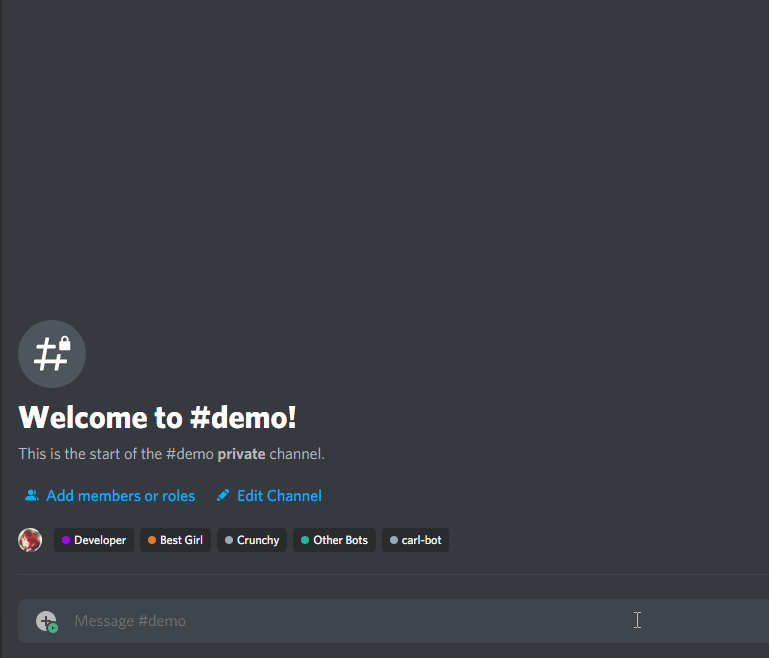 Welcome to #demo!
This is the start of the #demo private channel.
Add members or roles Edit Channel
Developer Best Girl Crunchy Other Bots carl-bot
Message #demo